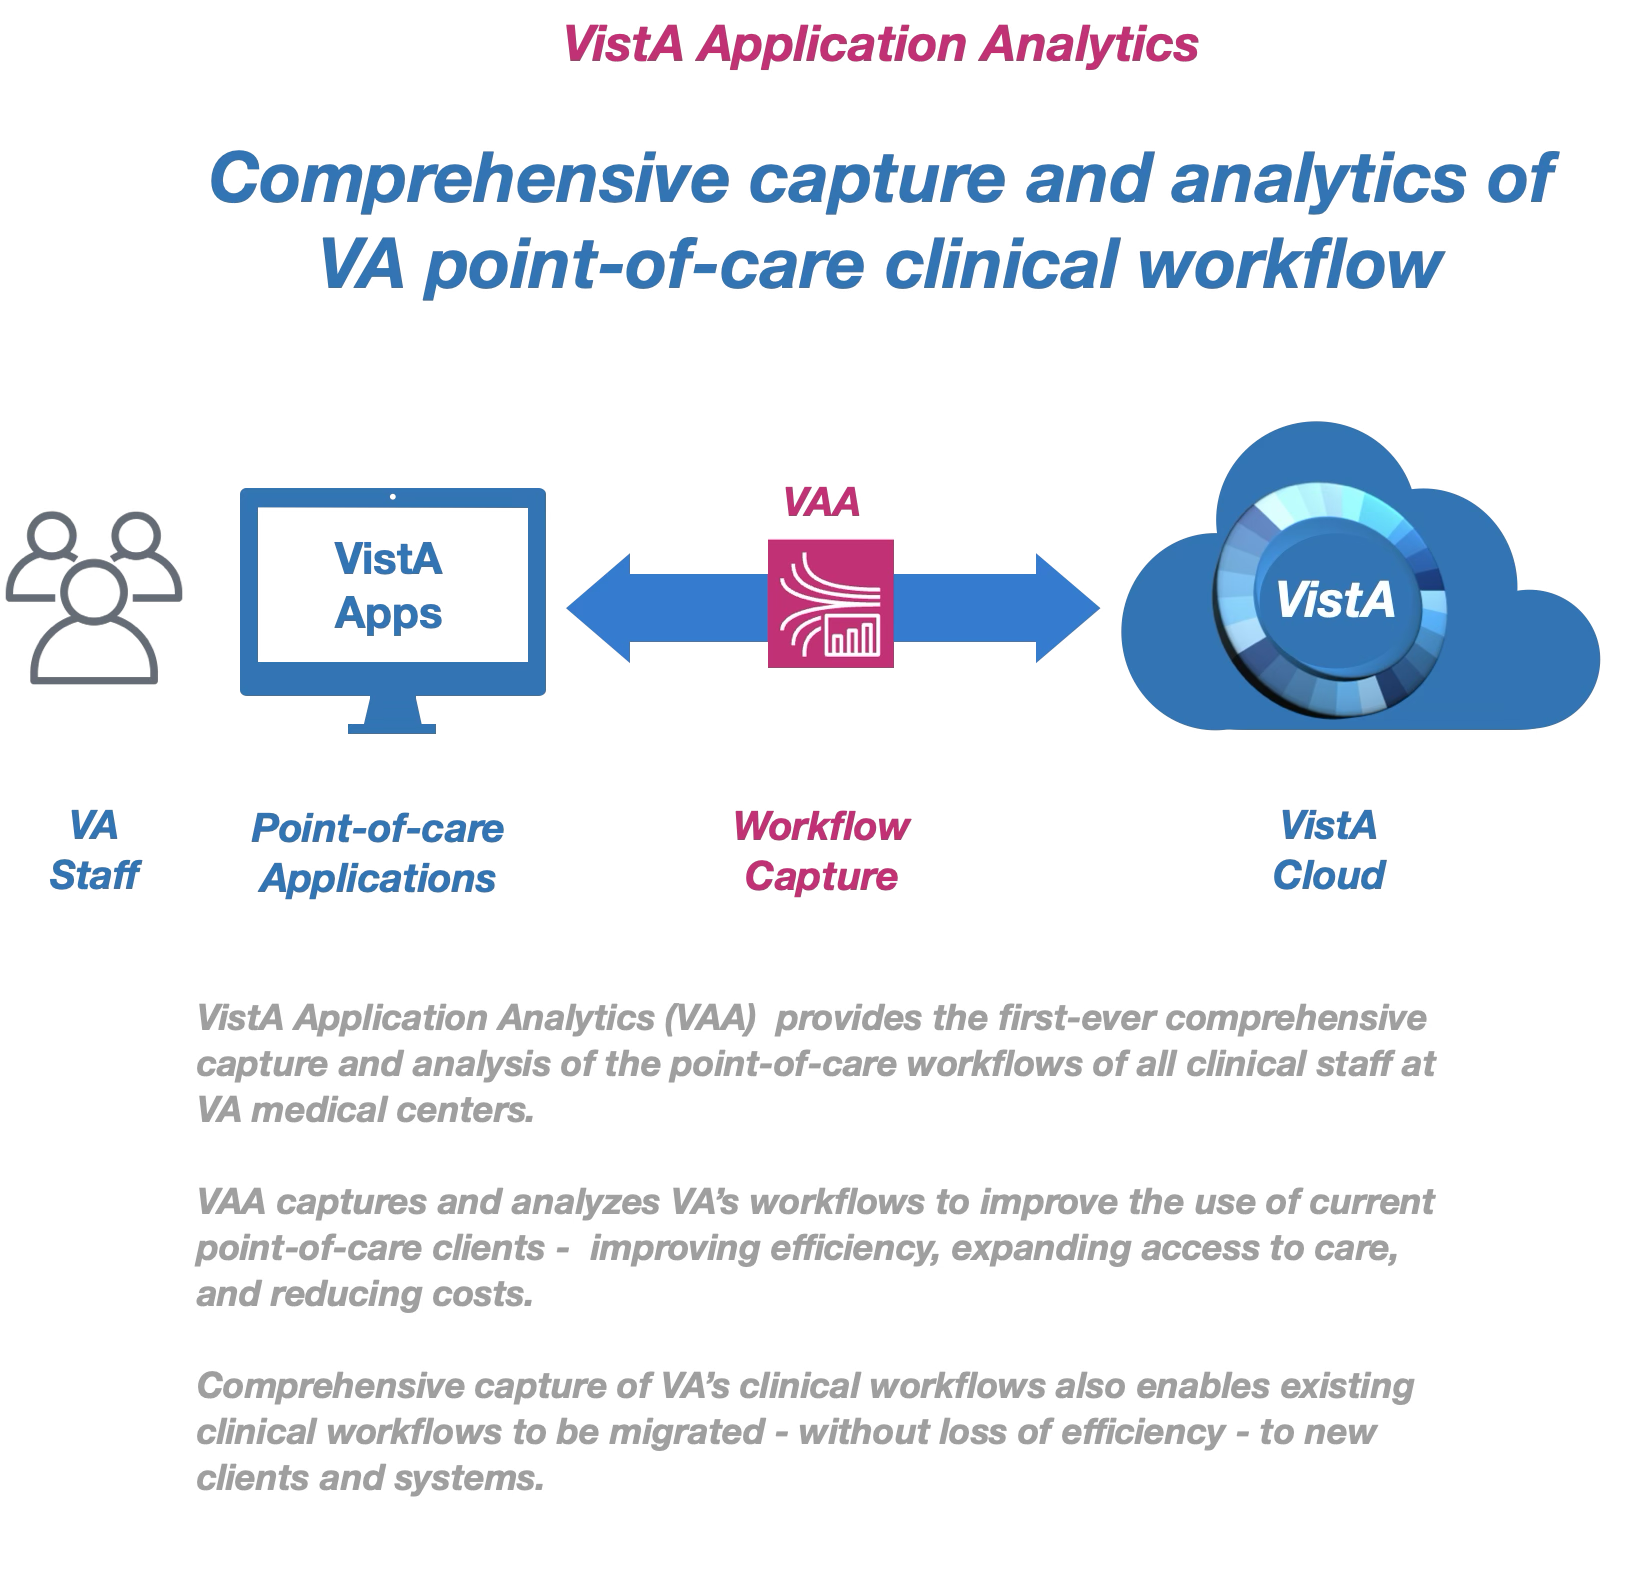 VistA Application Analytics
Comprehensive capture and analytics of
VA point-of-care clinical workflow
VistA
Apps
VAA
VistA
VA
Staff
Point-of-care
Applications
Workflow
Capture
VistA
Cloud
VistA Application Analytics (VAA)  provides the first-ever comprehensive
capture and analysis of the point-of-care workflows of all clinical staff at
VA medical centers.
VAA captures and analyzes VA’s workflows to improve the use of current
point-of-care clients -  improving efficiency, expanding access to care,
and reducing costs.
Comprehensive capture of VA’s clinical workflows also enables existing
clinical workflows to be migrated - without loss of efficiency - to new
clients and systems.